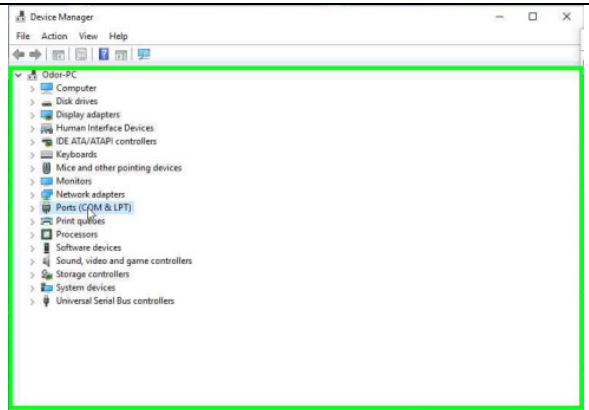 Device Manager
File Action View Help
Odor-PC
Computer
Disk drives
Display adapters
Human Interface Devices
IDE ATA/ATAPI controllers
Keyboards
Mice and other pointing devices
Monitors
Network adapters
Ports (COM & LPT)
Print queues
Processors
Software devices
Sound, video and game controllers
Storage controllers
System devices
Universal Serial Bus controllers